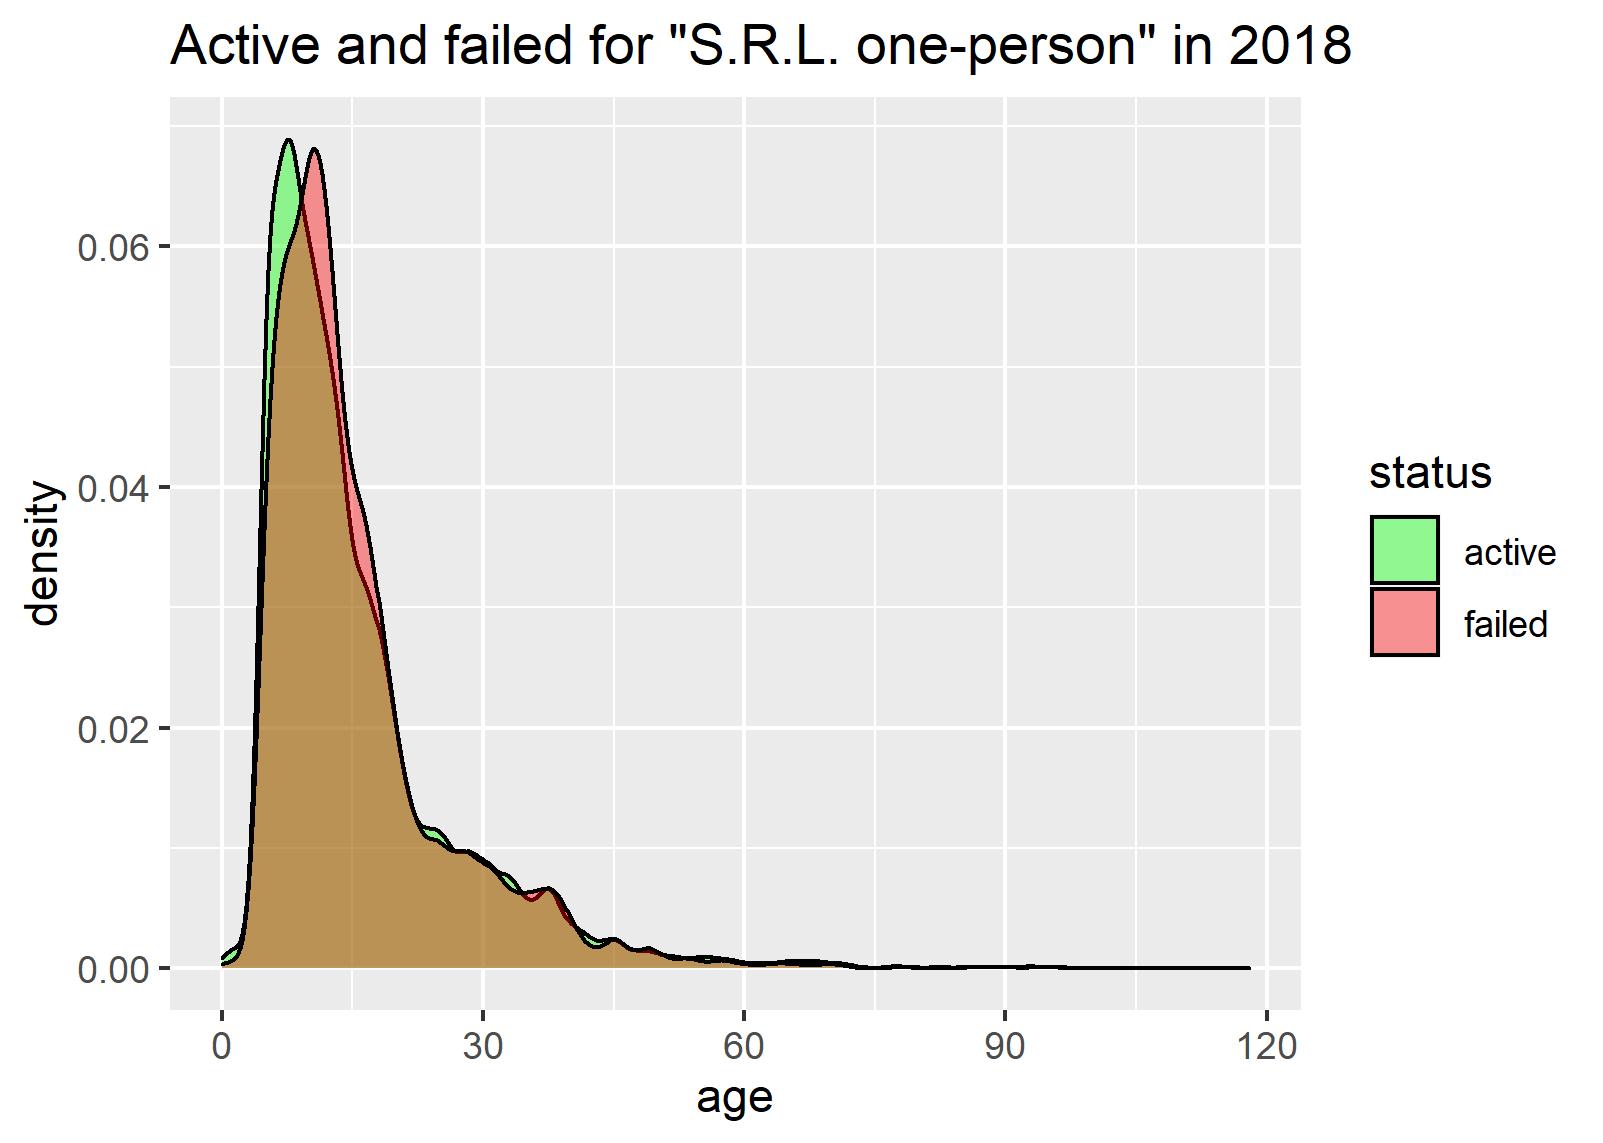 Active and failed for "S.R.L. one-person" in 2018
density
0.06
0.04
0.02
0.00
0 30 60 90 120
age
status
active
failed